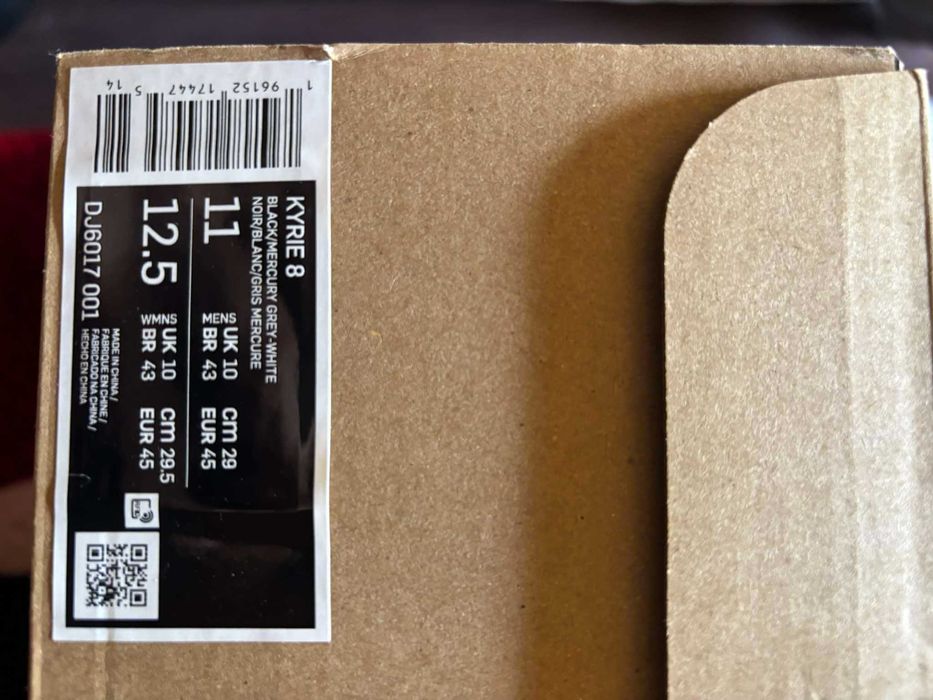 1 96152 17447 5 14
KYRIE 8
BLACK/MERCURY GREY-WHITE
NOIR/BLANC/GRIS MERCURE
11 MENS UK 10 CM 29
BR 43 EUR 45
12.5 WMNS UK 10 CM 29.5
BR 43 EUR 45
MADE IN CHINA /
FABRIQUE EN CHINE /
FABRICADO NA CHINA /
HECHO EN CHINA
DJ6017 001